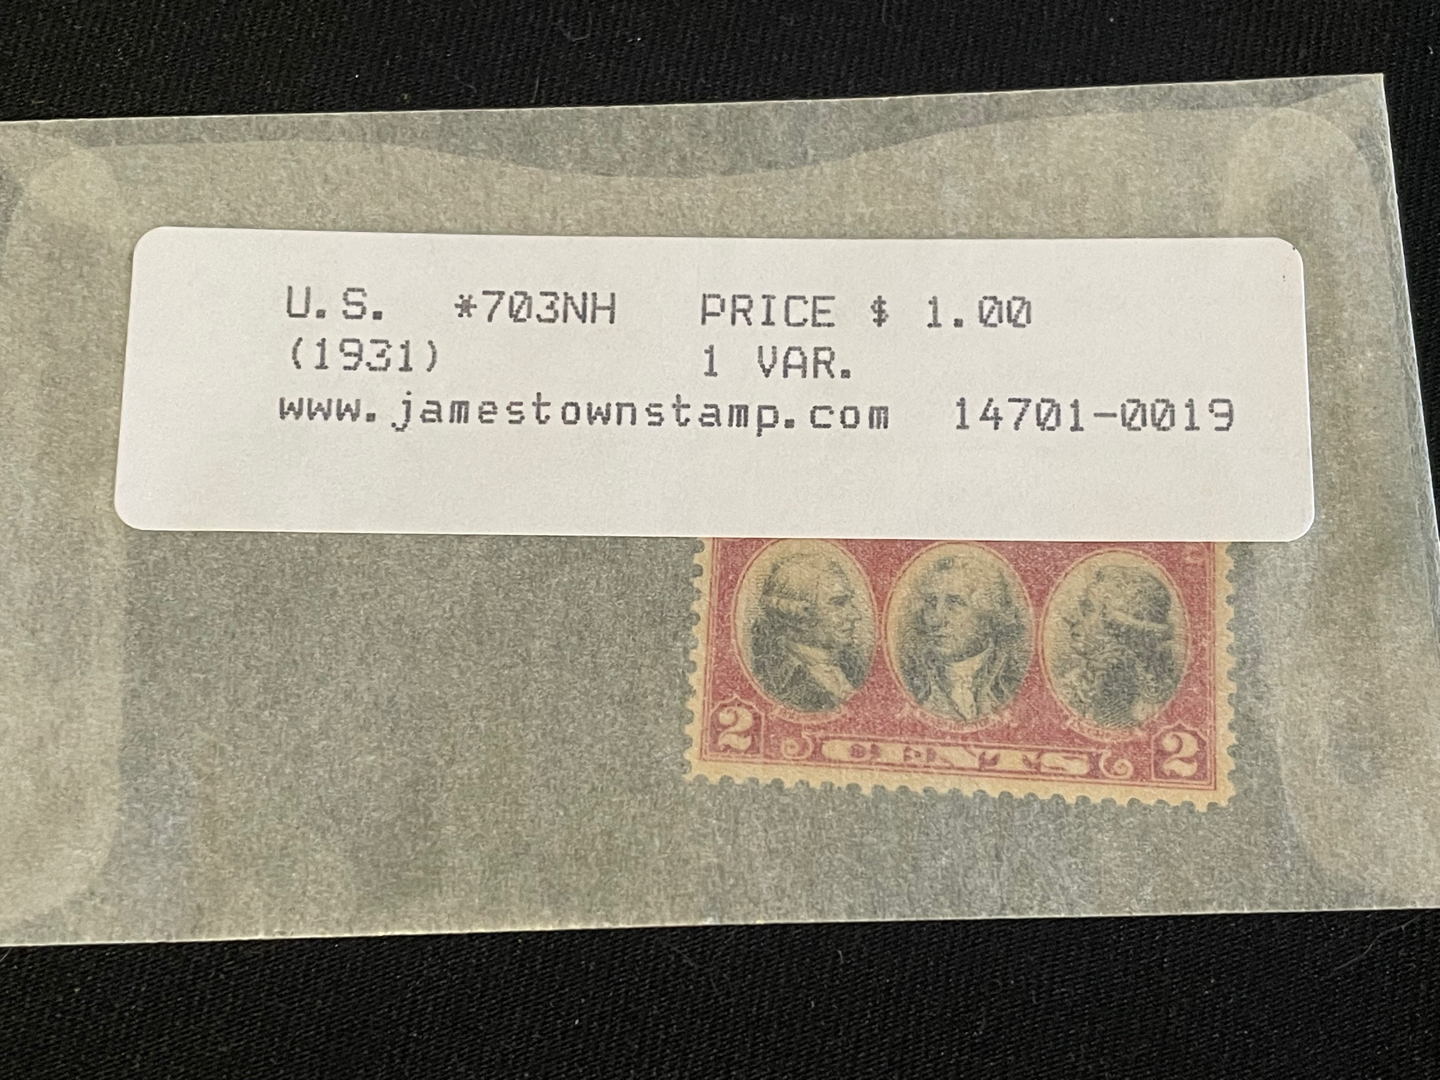 U.S. *703NH PRICE $ 1.00
(1931) 1 VAR.
www.jamestownstamp.com 14701-0019
2 CENTS 2